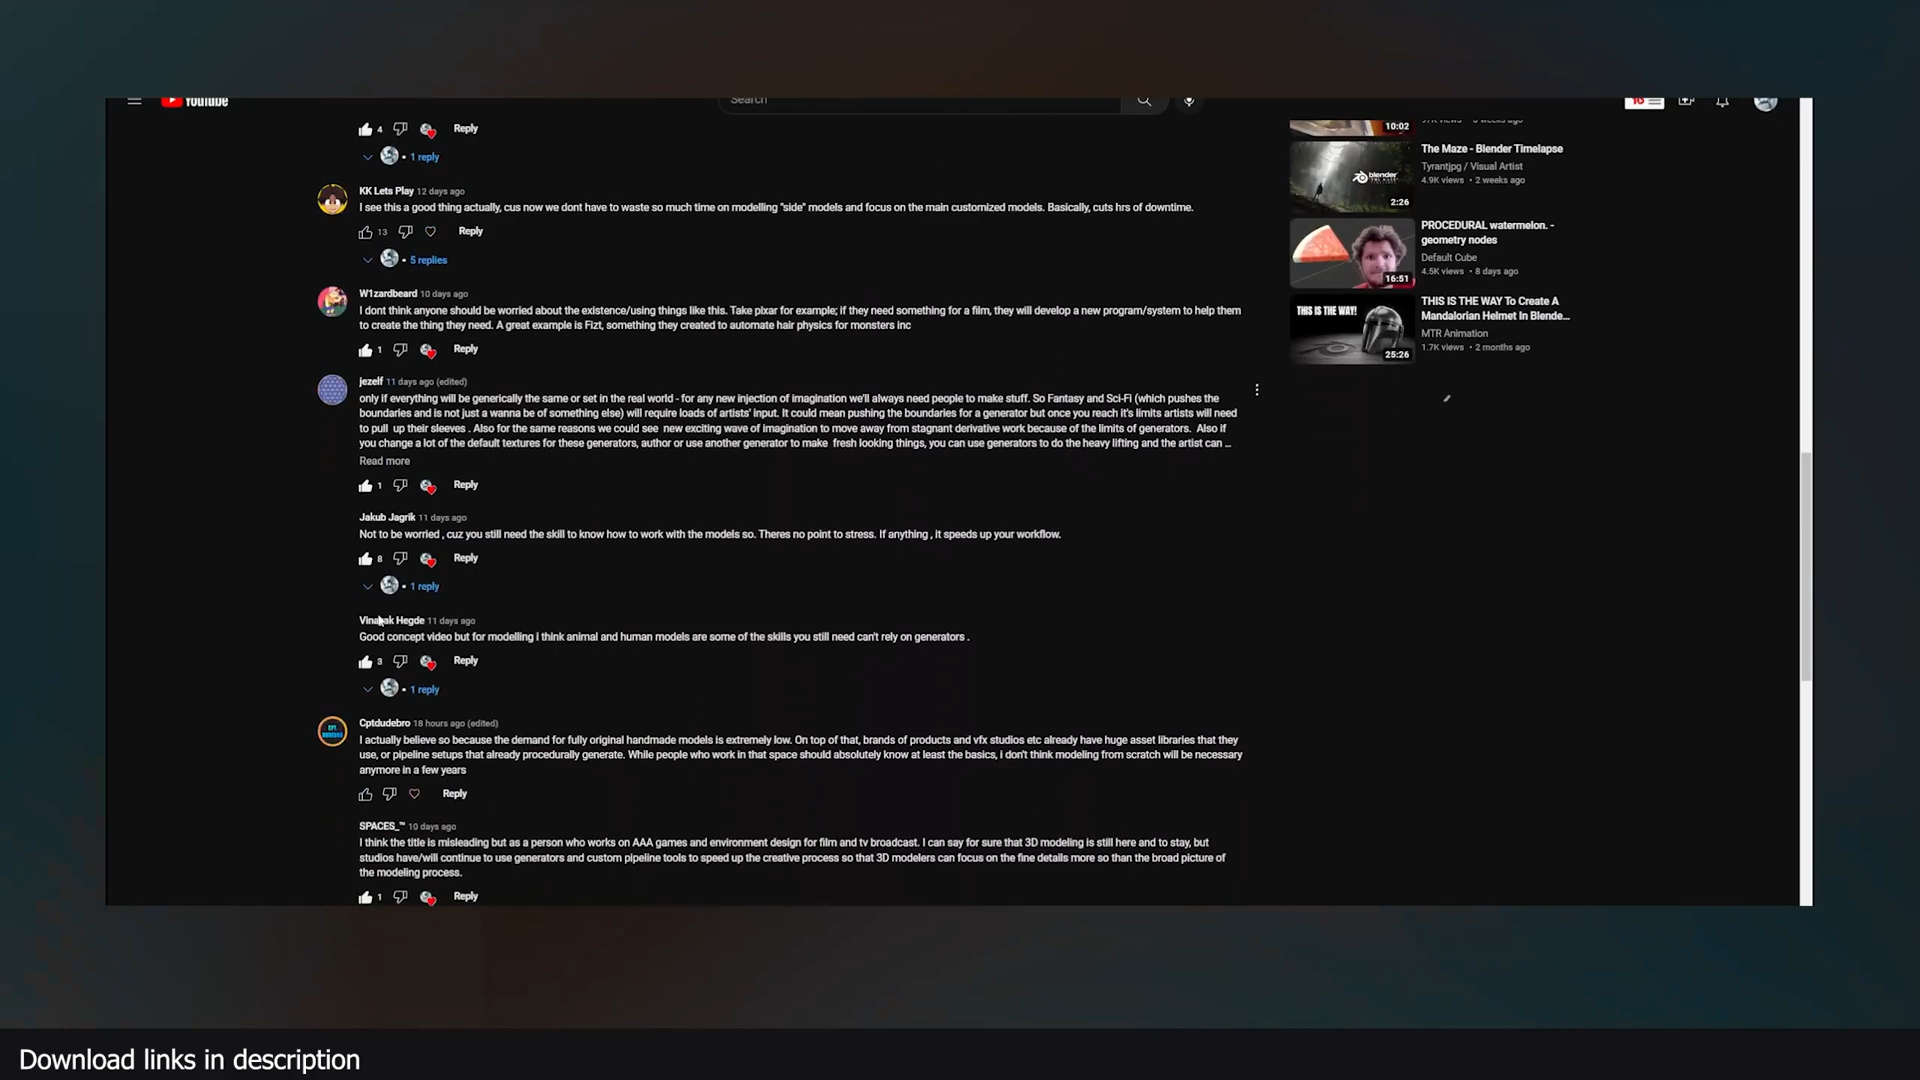 YouTube
Search
4 Reply
• 1 reply
KK Lets Play 12 days ago
I see this a good thing actually, cus now we dont have to waste so much time on modelling "side" models and focus on the main customized models. Basically, cuts hrs of downtime.
13 Reply
• 5 replies
W1zardbeard 10 days ago
I dont think anyone should be worried about the existence/using things like this. Take pixar for example; if they need something for a film, they will develop a new program/system to help them
to create the thing they need. A great example is Fizt, something they created to automate hair physics for monsters inc
1 Reply
jezelf 11 days ago (edited)
only if everything will be generically the same or set in the real world - for any new injection of imagination we'll always need people to make stuff. So Fantasy and Sci-Fi (which pushes the
boundaries and is not just a wanna be of something else) will require loads of artists' input. It could mean pushing the boundaries for a generator but once you reach it's limits artists will need
to pull up their sleeves . Also for the same reasons we could see new exciting wave of imagination to move away from stagnant derivative work because of the limits of generators. Also if
you change a lot of the default textures for these generators, author or use another generator to make fresh looking things, you can use generators to do the heavy lifting and the artist can ...
Read more
1 Reply
Jakub Jagrik 11 days ago
Not to be worried , cuz you still need the skill to know how to work with the models so. Theres no point to stress. If anything , it speeds up your workflow.
8 Reply
• 1 reply
Hegde 11 days ago
Good concept video but for modelling i think animal and human models are some of the skills you still need can't rely on generators .
3 Reply
• 1 reply
Cptdudebro 18 hours ago (edited)
I actually believe so because the demand for fully original handmade models is extremely low. On top of that, brands of products and vfx studios etc already have huge asset libraries that they
use, or pipeline setups that already procedurally generate. While people who work in that space should absolutely know at least the basics, i don't think modeling from scratch will be necessary
anymore in a few years
Reply
SPACES_™ 10 days ago
I think the title is misleading but as a person who works on AAA games and environment design for film and tv broadcast. I can say for sure that 3D modeling is still here and to stay, but
studios have/will continue to use generators and custom pipeline tools to speed up the creative process so that 3D modelers can focus on the fine details more so than the broad picture of
the modeling process.
1 Reply
10:02
The Maze - Blender Timelapse
Tyrantjpg / Visual Artist
4.9K views • 2 weeks ago
blender
2:26
PROCEDURAL watermelon. -
geometry nodes
Default Cube
4.5K views • 8 days ago
16:51
THIS IS THE WAY To Create A
Mandalorian Helmet In Blende...
MTR Animation
1.7K views • 2 months ago
THIS IS THE WAY!
25:26
Download links in description